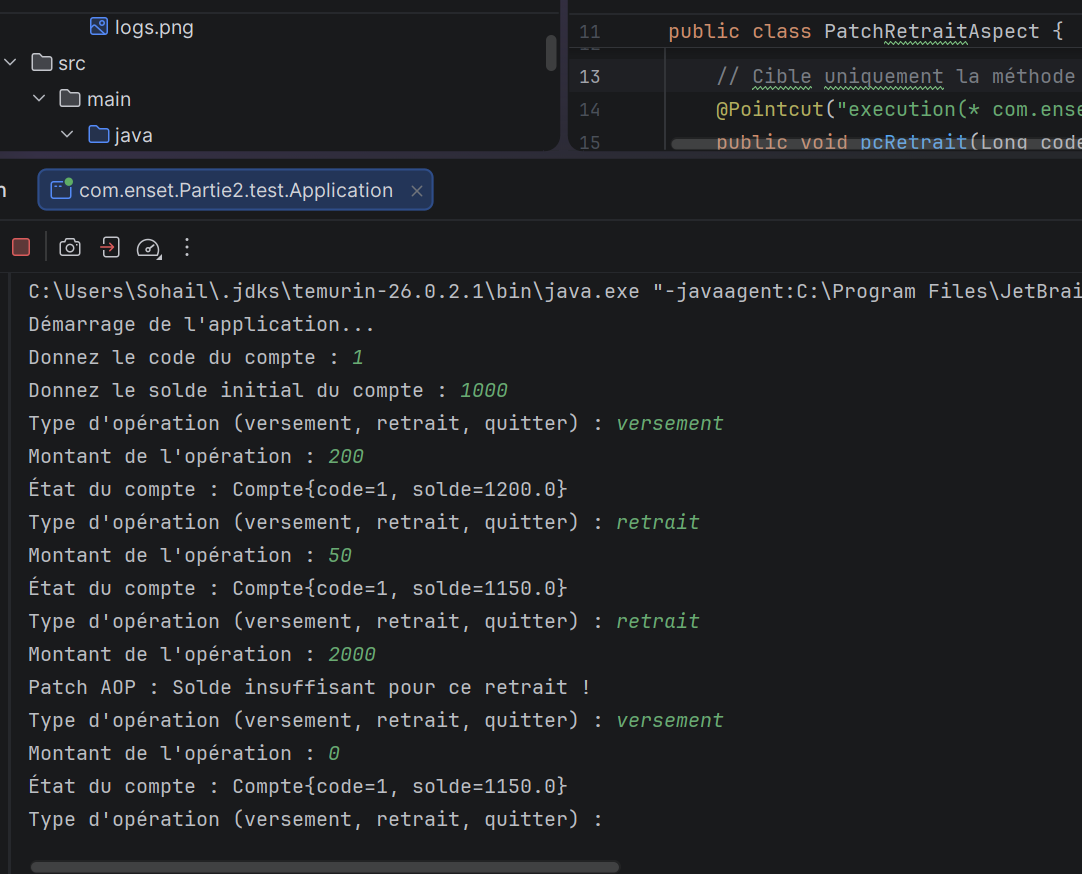 logs.png
src
main
java
11 public class PatchRetraitAspect {
13 // Cible uniquement la méthode
14 @Pointcut("execution(* com.ense
15 public void pcRetrait(Long code
com.enset.Partie2.test.Application
C:\Users\Sohail\.jdks\temurin-26.0.2.1\bin\java.exe "-javaagent:C:\Program Files\JetBrai
Démarrage de l'application...
Donnez le code du compte : 1
Donnez le solde initial du compte : 1000
Type d'opération (versement, retrait, quitter) : versement
Montant de l'opération : 200
État du compte : Compte{code=1, solde=1200.0}
Type d'opération (versement, retrait, quitter) : retrait
Montant de l'opération : 50
État du compte : Compte{code=1, solde=1150.0}
Type d'opération (versement, retrait, quitter) : retrait
Montant de l'opération : 2000
Patch AOP : Solde insuffisant pour ce retrait !
Type d'opération (versement, retrait, quitter) : versement
Montant de l'opération : 0
État du compte : Compte{code=1, solde=1150.0}
Type d'opération (versement, retrait, quitter) :